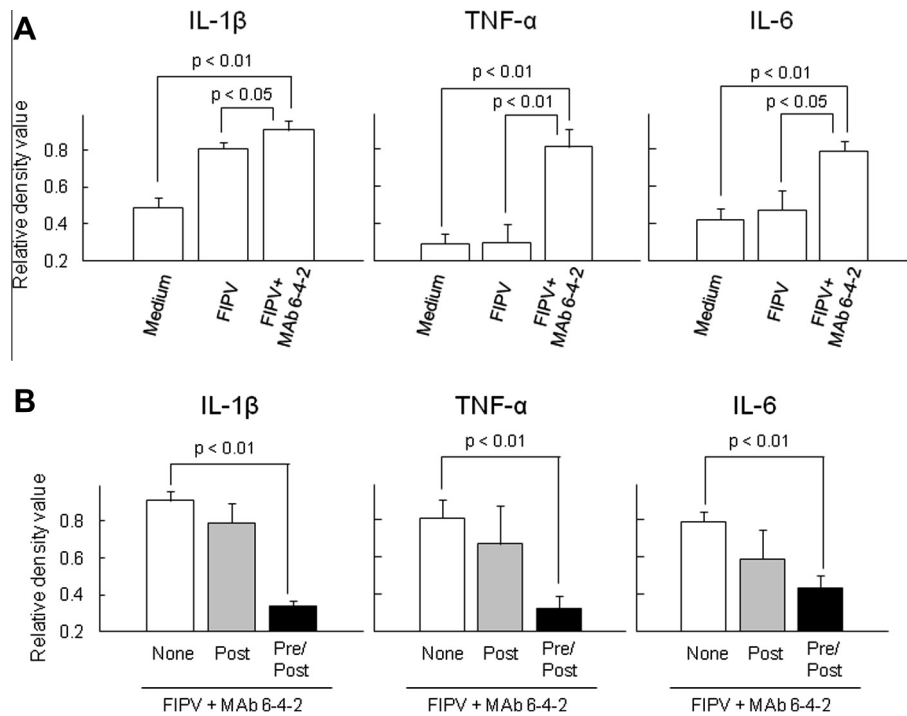 A
IL-1β
TNF-α
IL-6
p < 0.01
p < 0.01
p < 0.01
p < 0.05
p < 0.01
p < 0.05
Relative density value
0.8
0.6
0.4
0.2
Medium
FIPV
FIPV+
MAb 6-4-2
Medium
FIPV
FIPV+
MAb 6-4-2
Medium
FIPV
FIPV+
MAb 6-4-2
B
IL-1β
TNF-α
IL-6
p < 0.01
p < 0.01
p < 0.01
Relative density value
0.8
0.6
0.4
0.2
None Post Pre/
Post
None Post Pre/
Post
None Post Pre/
Post
FIPV + MAb 6-4-2
FIPV + MAb 6-4-2
FIPV + MAb 6-4-2